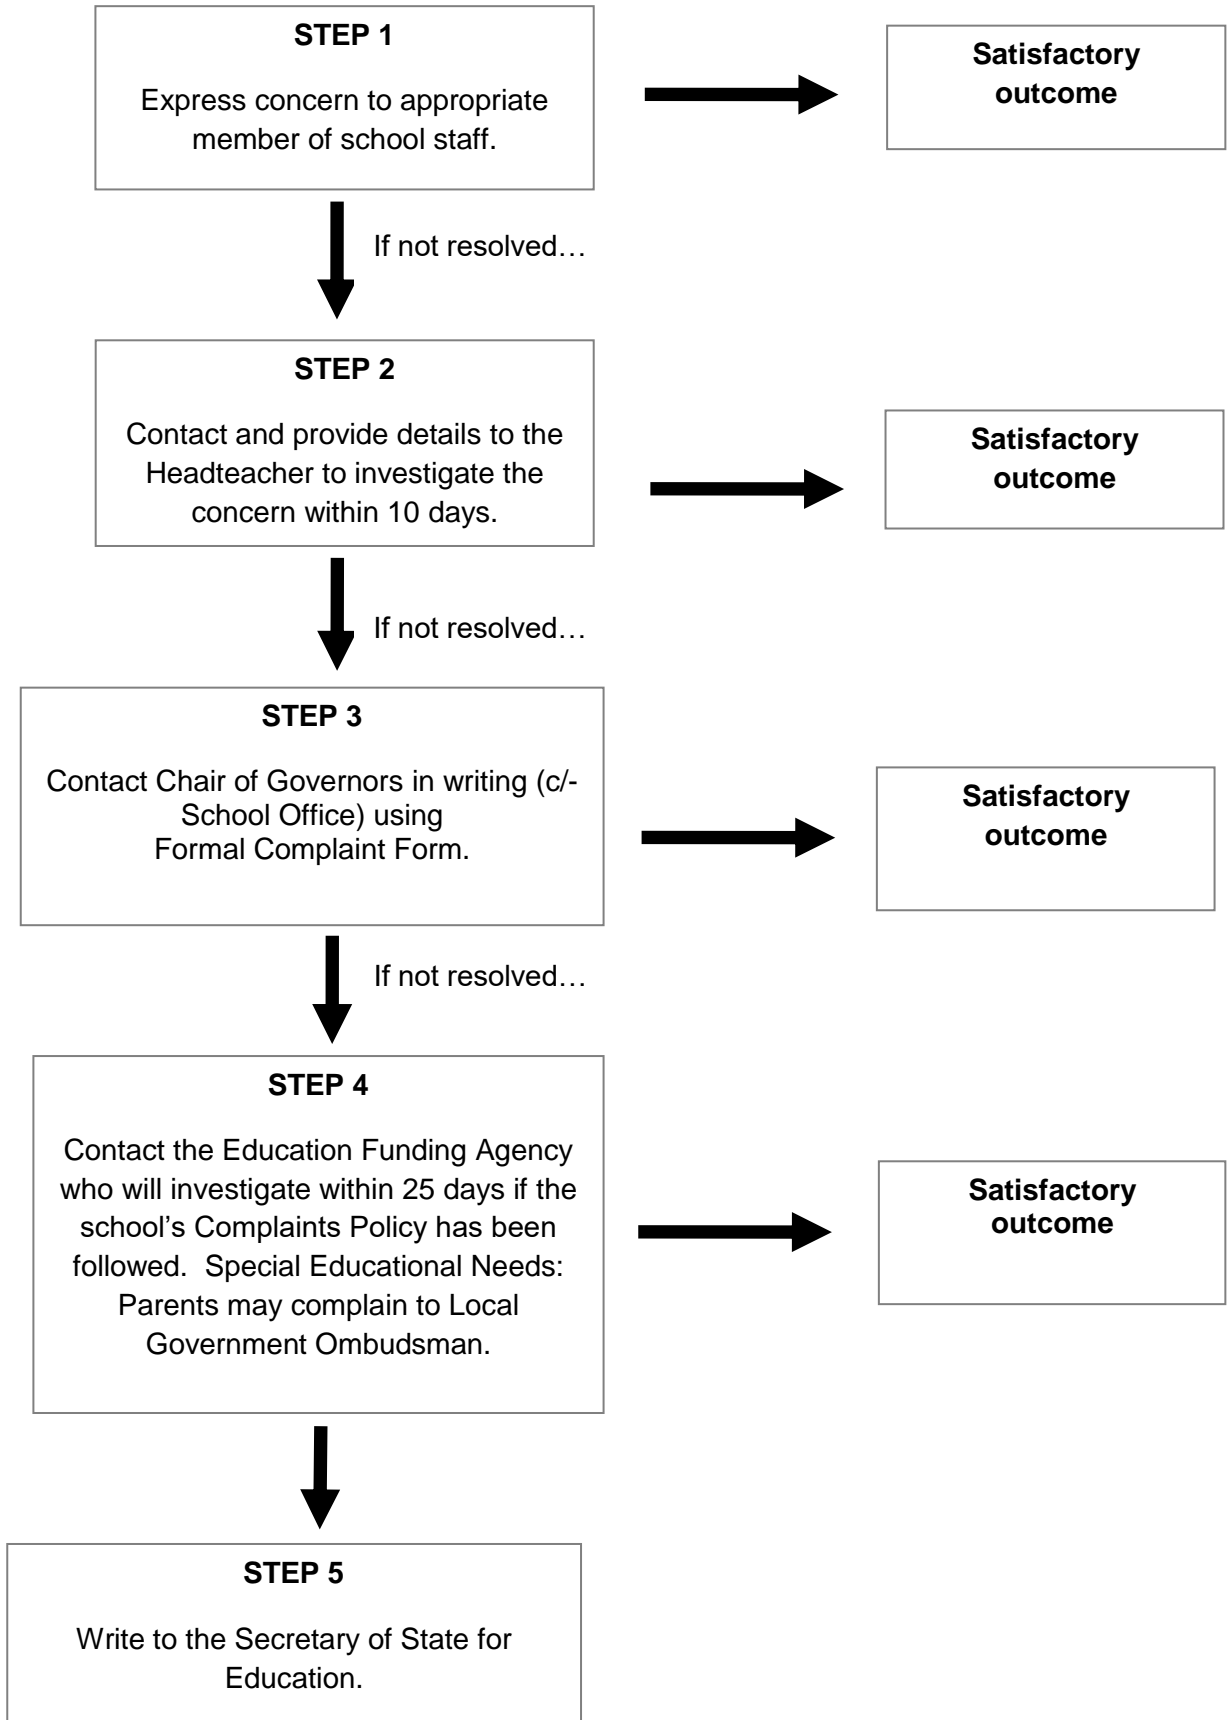 STEP 1
Express concern to appropriate
member of school staff.
Satisfactory
outcome
If not resolved…
STEP 2
Contact and provide details to the
Headteacher to investigate the
concern within 10 days.
Satisfactory
outcome
If not resolved…
STEP 3
Contact Chair of Governors in writing (c/-
School Office) using
Formal Complaint Form.
Satisfactory
outcome
If not resolved…
STEP 4
Contact the Education Funding Agency
who will investigate within 25 days if the
school’s Complaints Policy has been
followed.  Special Educational Needs:
Parents may complain to Local
Government Ombudsman.
Satisfactory
outcome
STEP 5
Write to the Secretary of State for
Education.